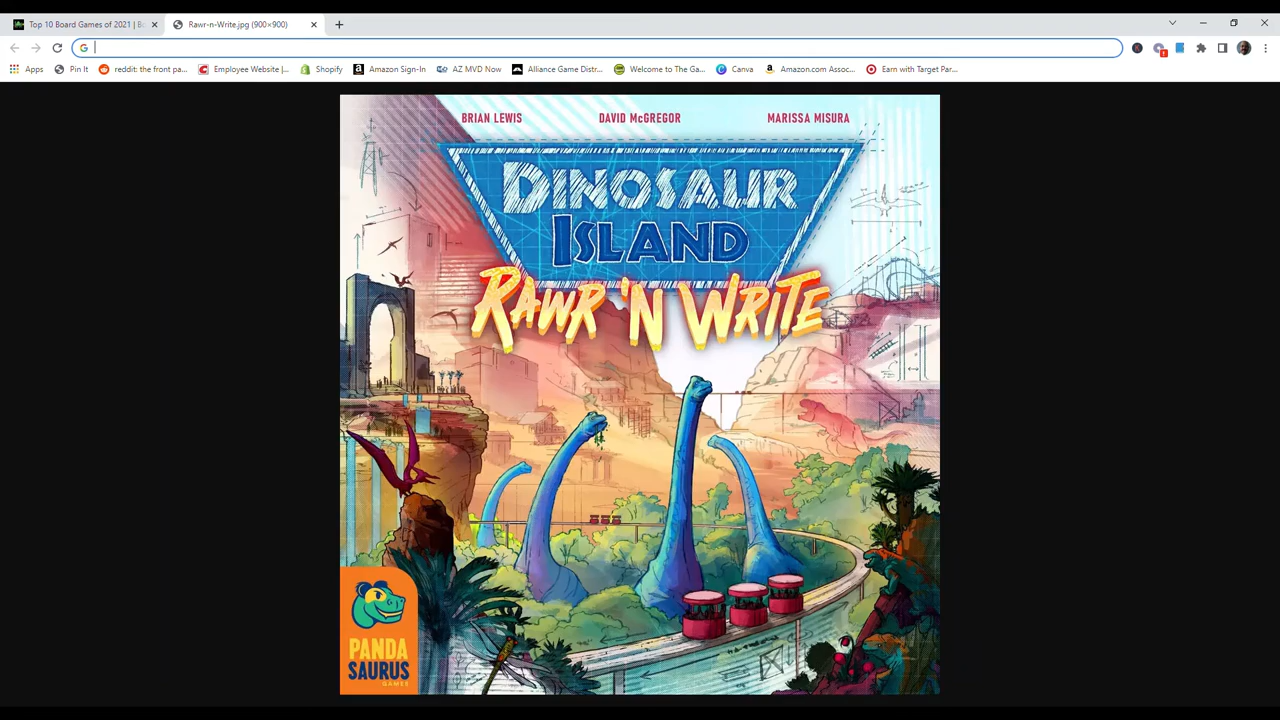 Top 10 Board Games of 2021 | Bo
Rawr-n-Write.jpg (900×900)
Apps
Pin It
reddit: the front pa...
Employee Website |...
Shopify
Amazon Sign-In
AZ MVD Now
Alliance Game Distr...
Welcome to The Ga...
Canva
Amazon.com Assoc...
Earn with Target Par...
BRIAN LEWIS
DAVID McGREGOR
MARISSA MISURA
DINOSAUR
ISLAND
RAWR 'N WRITE
PANDA
SAURUS
GAMES